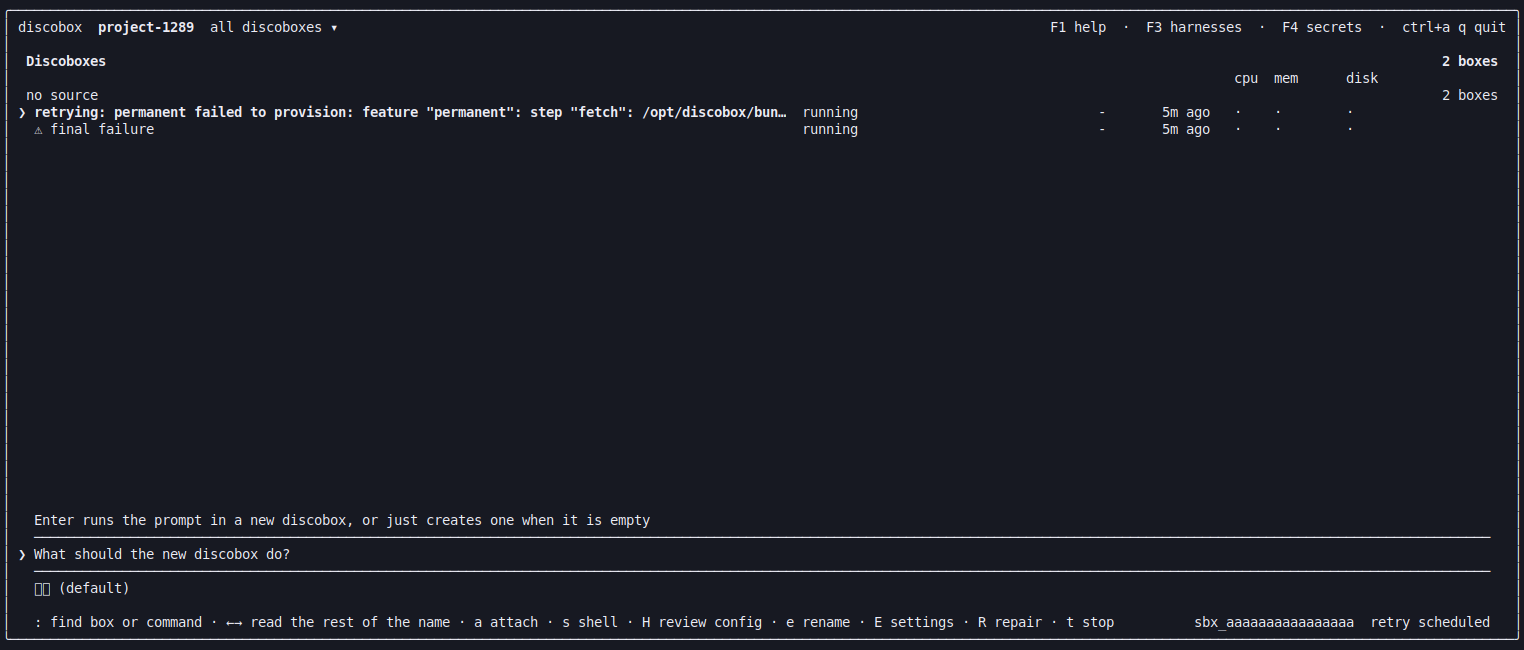 discobox  project-1289  all discoboxes ▾  F1 help  ·  F3 harnesses  ·  F4 secrets  ·  ctrl+a q quit
Discoboxes  2 boxes
cpu  mem  disk
no source  2 boxes
❯ retrying: permanent failed to provision: feature "permanent": step "fetch": /opt/discobox/bun…  running  -  5m ago  ·  ·  ·
⚠ final failure  running  -  5m ago  ·  ·  ·
Enter runs the prompt in a new discobox, or just creates one when it is empty
❯ What should the new discobox do?
(default)
: find box or command · ←→ read the rest of the name · a attach · s shell · H review config · e rename · E settings · R repair · t stop  sbx_aaaaaaaaaaaaaaaa  retry scheduled